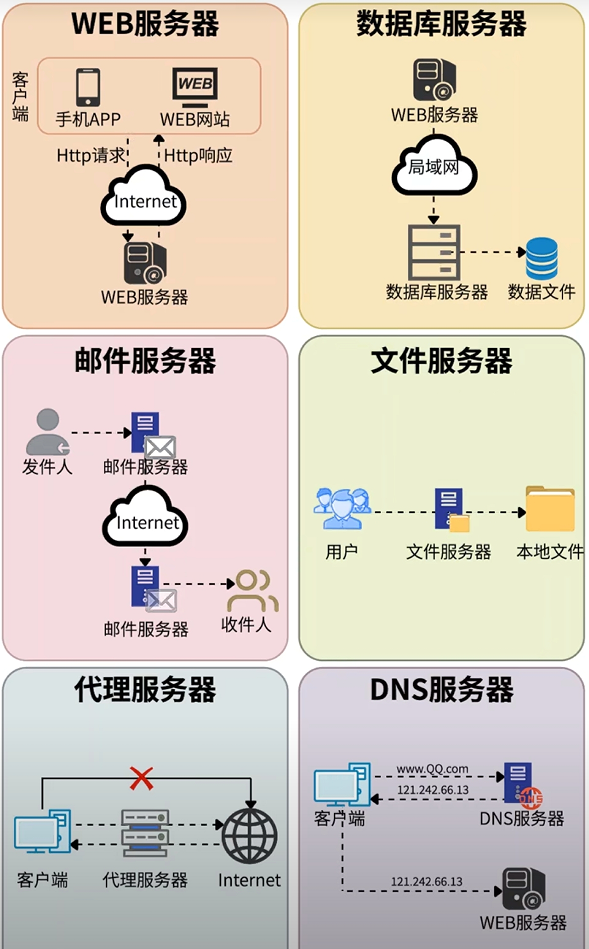 WEB服务器
客户端
WEB
手机APP
WEB网站
Http请求
Http响应
Internet
WEB服务器
数据库服务器
WEB服务器
局域网
数据库服务器
数据文件
邮件服务器
发件人
邮件服务器
Internet
邮件服务器
收件人
文件服务器
用户
文件服务器
本地文件
代理服务器
客户端
代理服务器
Internet
DNS服务器
www.QQ.com
121.242.66.13
DNS
客户端
DNS服务器
121.242.66.13
WEB服务器